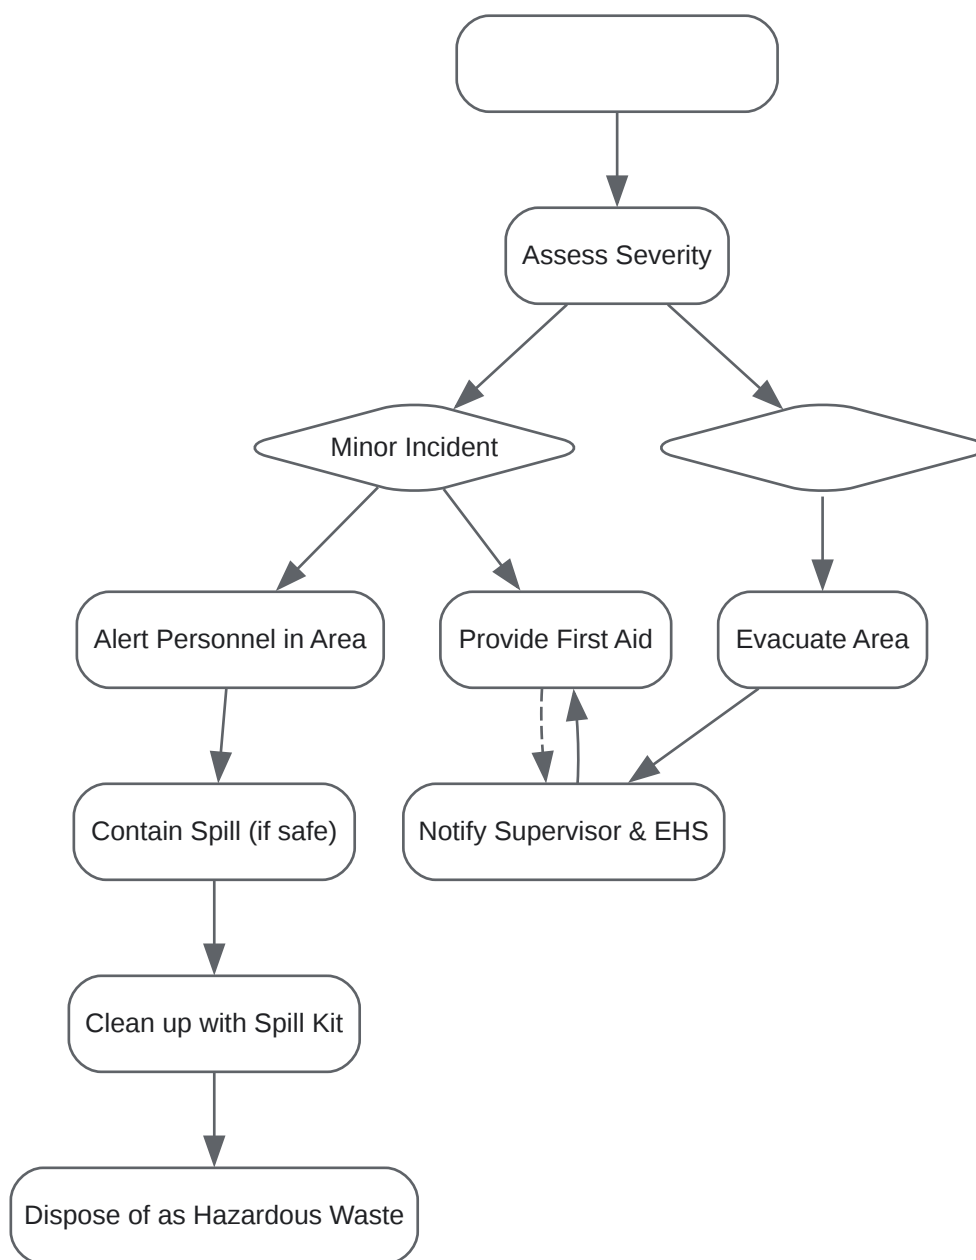 Assess Severity
Minor Incident
Alert Personnel in Area
Provide First Aid
Evacuate Area
Contain Spill (if safe)
Notify Supervisor & EHS
Clean up with Spill Kit
Dispose of as Hazardous Waste